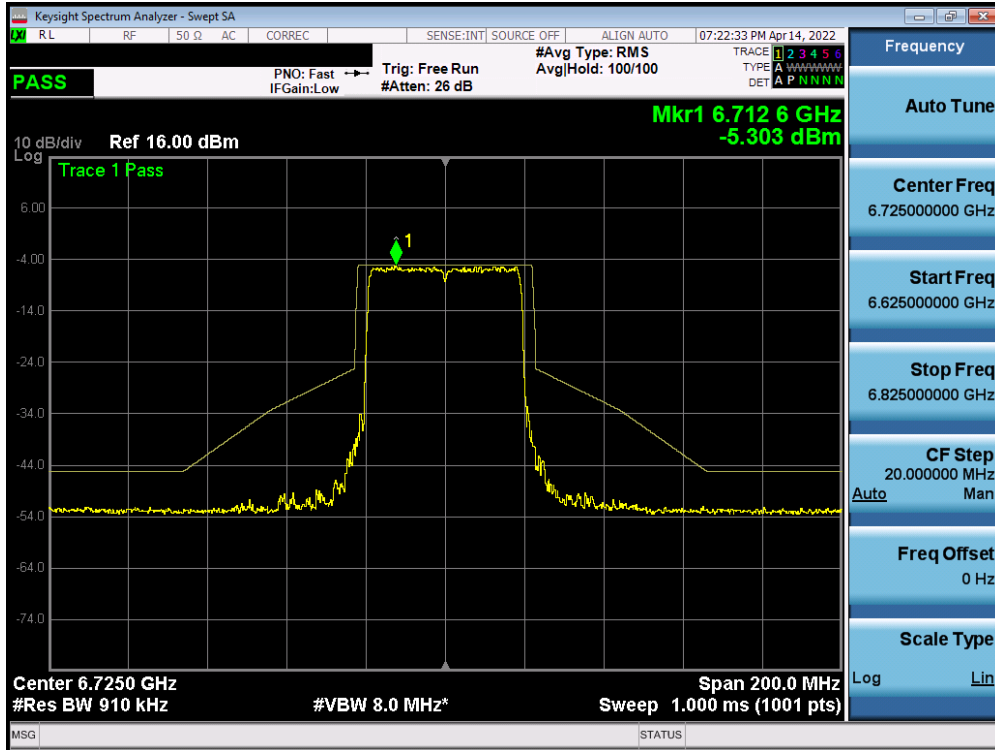 Keysight Spectrum Analyzer - Swept SA
LXI RL RF 50 Ω AC CORREC SENSE:INT SOURCE OFF ALIGN AUTO 07:22:33 PM Apr 14, 2022
PASS
PNO: Fast
IFGain:Low
Trig: Free Run
#Atten: 26 dB
#Avg Type: RMS
Avg|Hold: 100/100
TRACE 1 2 3 4 5 6
TYPE A WWWWW
DET A P N N N N
Mkr1 6.712 6 GHz
-5.303 dBm
10 dB/div Ref 16.00 dBm
Log
Trace 1 Pass
1
6.00
-4.00
-14.0
-24.0
-34.0
-44.0
-54.0
-64.0
-74.0
Center 6.7250 GHz Span 200.0 MHz
#Res BW 910 kHz #VBW 8.0 MHz* Sweep 1.000 ms (1001 pts)
MSG STATUS
Frequency
Auto Tune
Center Freq
6.725000000 GHz
Start Freq
6.625000000 GHz
Stop Freq
6.825000000 GHz
CF Step
20.000000 MHz
Auto Man
Freq Offset
0 Hz
Scale Type
Log Lin